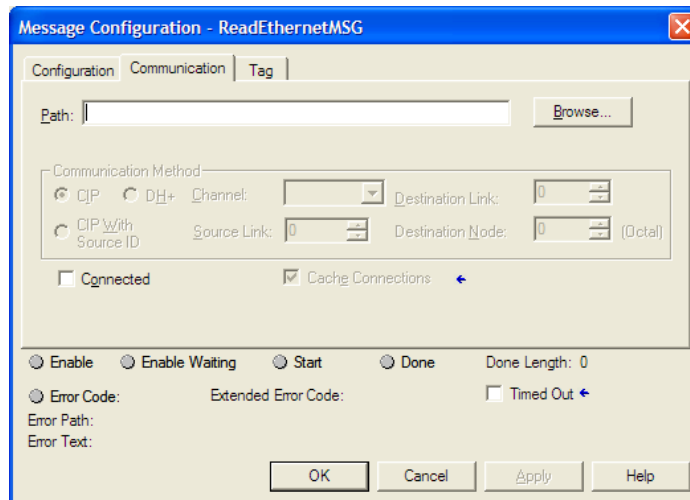 Message Configuration - ReadEthernetMSG
Configuration Communication Tag
Path: Browse...
Communication Method
CIP DH+ Channel: Destination Link: 0
CIP With
Source ID Source Link: 0 Destination Node: 0 (Octal)
Connected Cache Connections
Enable Enable Waiting Start Done Done Length: 0
Error Code: Extended Error Code: Timed Out
Error Path:
Error Text:
OK Cancel Apply Help